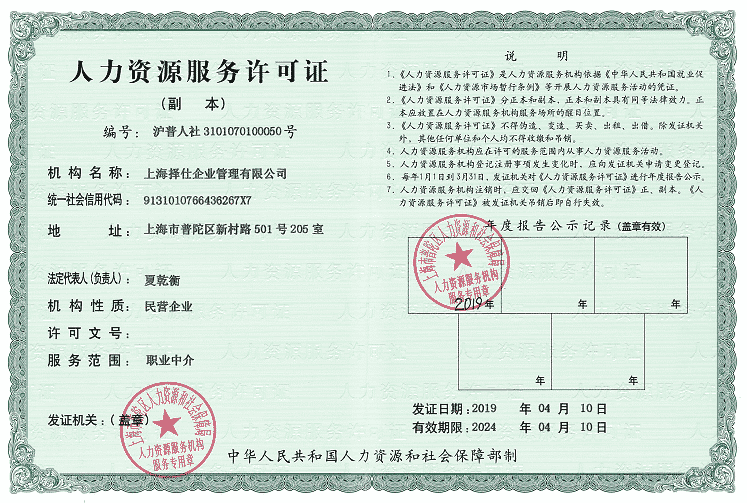 人力资源服务许可证
（副 本）
编号： 沪普人社 3101070100050 号
机构名称： 上海择仕企业管理有限公司
统一社会信用代码： 9131010766436267X7
地 址： 上海市普陀区新村路 501 号 205 室
法定代表人(负责人)： 夏乾衡
机构性质： 民营企业
许可文号：
服务范围： 职业中介
发证机关：(盖章)
上海市普陀区人力资源和社会保障局
人力资源服务机构
服务专用章
说 明
1、《人力资源服务许可证》是人力资源服务机构依据《中华人民共和国就业促
进法》和《人力资源市场暂行条例》等开展人力资源服务活动的凭证。
2、《人力资源服务许可证》分正本和副本，正本和副本具有同等法律效力。正
本应放置在人力资源服务机构服务场所的醒目位置。
3、《人力资源服务许可证》不得伪造、变造、买卖、出租、出借。除发证机关
外，其他任何单位和个人均不得收缴和吊销。
4、人力资源服务机构应在许可的服务范围内从事人力资源服务活动。
5、人力资源服务机构登记注册事项发生变化时，应向发证机关申请变更登记。
6、每年1月1日到3月31日，发证机关对《人力资源服务许可证》进行年度报告公示。
7、人力资源服务机构注销时，应交回《人力资源服务许可证》正、副本。《人
力资源服务许可证》被发证机关吊销后即自行失效。
年度报告公示记录(盖章有效)
上海市普陀区人力资源和社会保障局
人力资源服务机构
服务专用章
2019年 年 年
年 年
发证日期：2019 年 04 月 10 日
有效期限：2024 年 04 月 10 日
中华人民共和国人力资源和社会保障部制